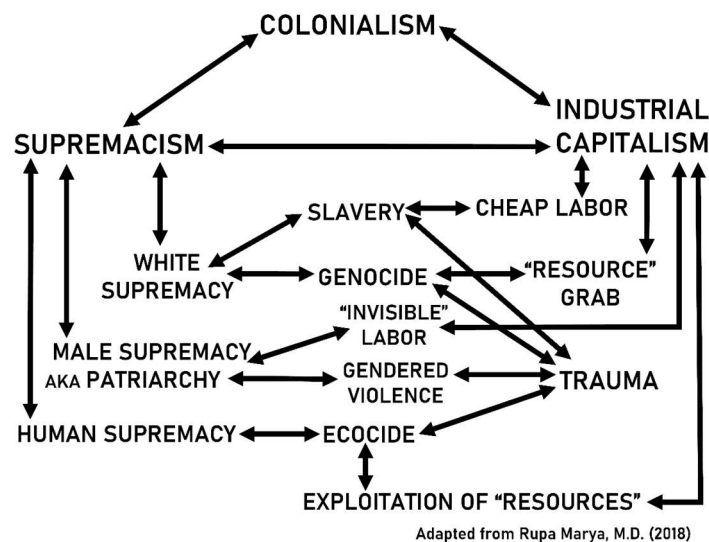 COLONIALISM
INDUSTRIAL
CAPITALISM
SUPREMACISM
SLAVERY
CHEAP LABOR
WHITE
SUPREMACY
GENOCIDE
“RESOURCE”
GRAB
“INVISIBLE”
LABOR
MALE SUPREMACY
AKA PATRIARCHY
GENDERED
VIOLENCE
TRAUMA
HUMAN SUPREMACY
ECOCIDE
EXPLOITATION OF “RESOURCES”
Adapted from Rupa Marya, M.D. (2018)